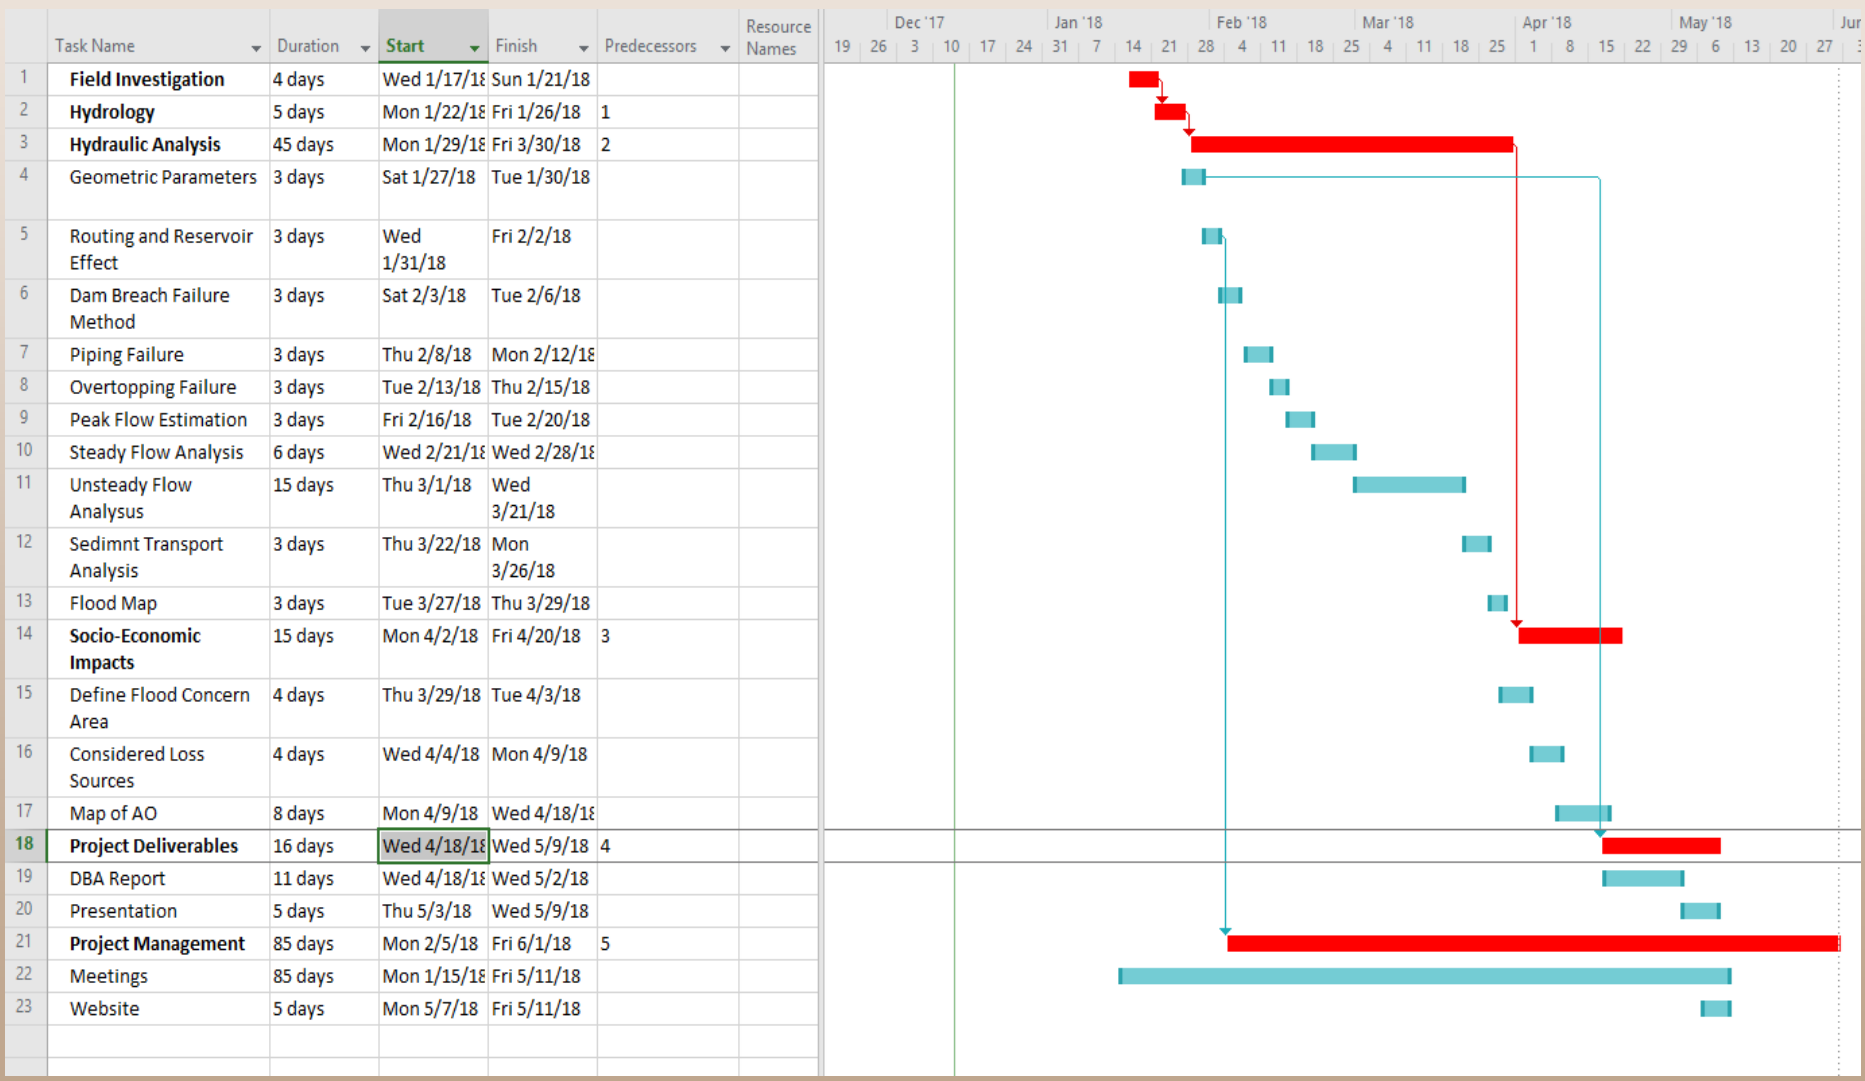 Dec '17 Jan '18 Feb '18 Mar '18 Apr '18 May '18 Jur
Resource
Task Name Duration Start Finish Predecessors Names 19 26 3 10 17 24 31 7 14 21 28 4 11 18 25 4 11 18 25 1 8 15 22 29 6 13 20 27 3
1 Field Investigation 4 days Wed 1/17/18 Sun 1/21/18
2 Hydrology 5 days Mon 1/22/18 Fri 1/26/18 1
3 Hydraulic Analysis 45 days Mon 1/29/18 Fri 3/30/18 2
4 Geometric Parameters 3 days Sat 1/27/18 Tue 1/30/18
5 Routing and Reservoir 3 days Wed Fri 2/2/18
Effect 1/31/18
6 Dam Breach Failure 3 days Sat 2/3/18 Tue 2/6/18
Method
7 Piping Failure 3 days Thu 2/8/18 Mon 2/12/18
8 Overtopping Failure 3 days Tue 2/13/18 Thu 2/15/18
9 Peak Flow Estimation 3 days Fri 2/16/18 Tue 2/20/18
10 Steady Flow Analysis 6 days Wed 2/21/18 Wed 2/28/18
11 Unsteady Flow 15 days Thu 3/1/18 Wed
Analysus 3/21/18
12 Sedimnt Transport 3 days Thu 3/22/18 Mon
Analysis 3/26/18
13 Flood Map 3 days Tue 3/27/18 Thu 3/29/18
14 Socio-Economic 15 days Mon 4/2/18 Fri 4/20/18 3
Impacts
15 Define Flood Concern 4 days Thu 3/29/18 Tue 4/3/18
Area
16 Considered Loss 4 days Wed 4/4/18 Mon 4/9/18
Sources
17 Map of AO 8 days Mon 4/9/18 Wed 4/18/18
18 Project Deliverables 16 days Wed 4/18/18 Wed 5/9/18 4
19 DBA Report 11 days Wed 4/18/18 Wed 5/2/18
20 Presentation 5 days Thu 5/3/18 Wed 5/9/18
21 Project Management 85 days Mon 2/5/18 Fri 6/1/18 5
22 Meetings 85 days Mon 1/15/18 Fri 5/11/18
23 Website 5 days Mon 5/7/18 Fri 5/11/18